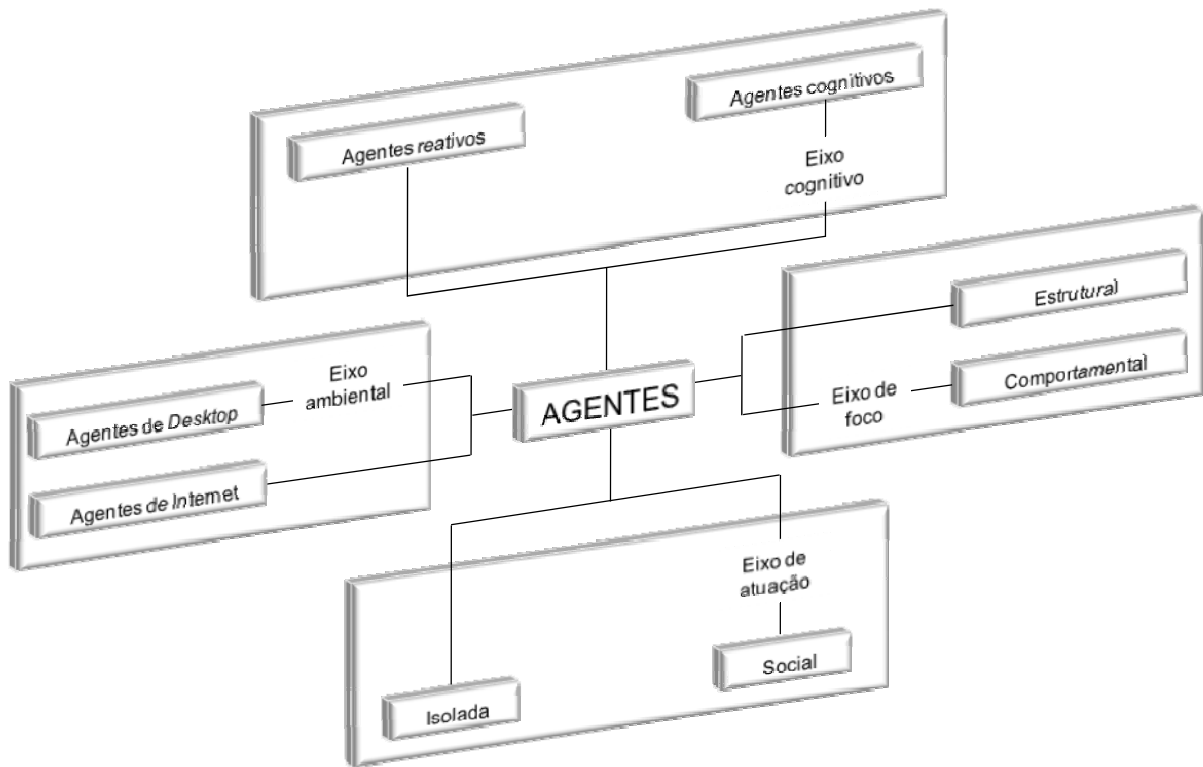 Agentes cognitivos
Agentes reativos
Eixo
cognitivo
Estrutural
Eixo
ambiental
Comportamental
Agentes de Desktop
AGENTES
Eixo de
foco
Agentes de Internet
Eixo de
atuação
Social
Isolada